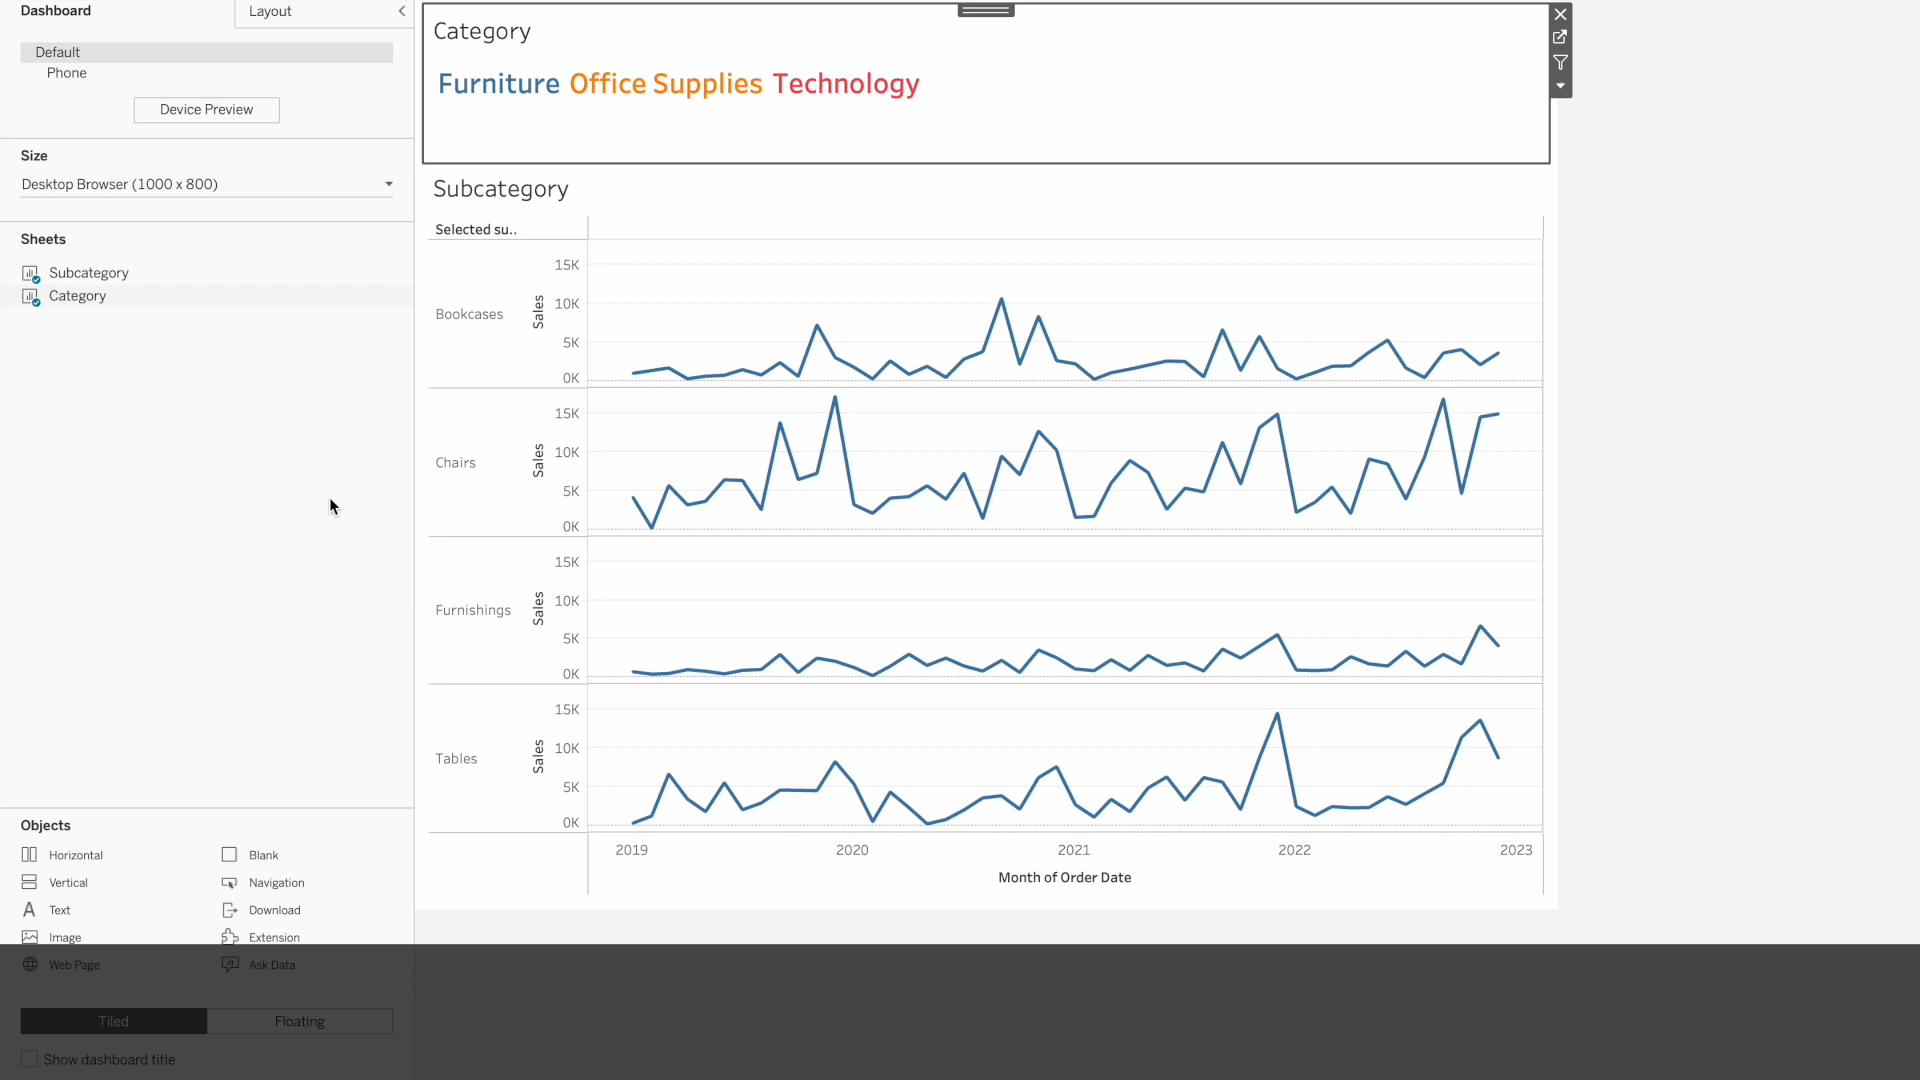 Dashboard
Layout
Default
Phone
Device Preview
Size
Desktop Browser (1000 x 800)
Sheets
Subcategory
Category
Objects
Horizontal
Blank
Vertical
Navigation
Text
Download
Image
Extension
Web Page
Ask Data
Tiled
Floating
Show dashboard title
Category
Furniture Office Supplies Technology
Subcategory
Selected su..
Bookcases
Sales
15K
10K
5K
0K
Chairs
Sales
15K
10K
5K
0K
Furnishings
Sales
15K
10K
5K
0K
Tables
Sales
15K
10K
5K
0K
2019 2020 2021 2022 2023
Month of Order Date